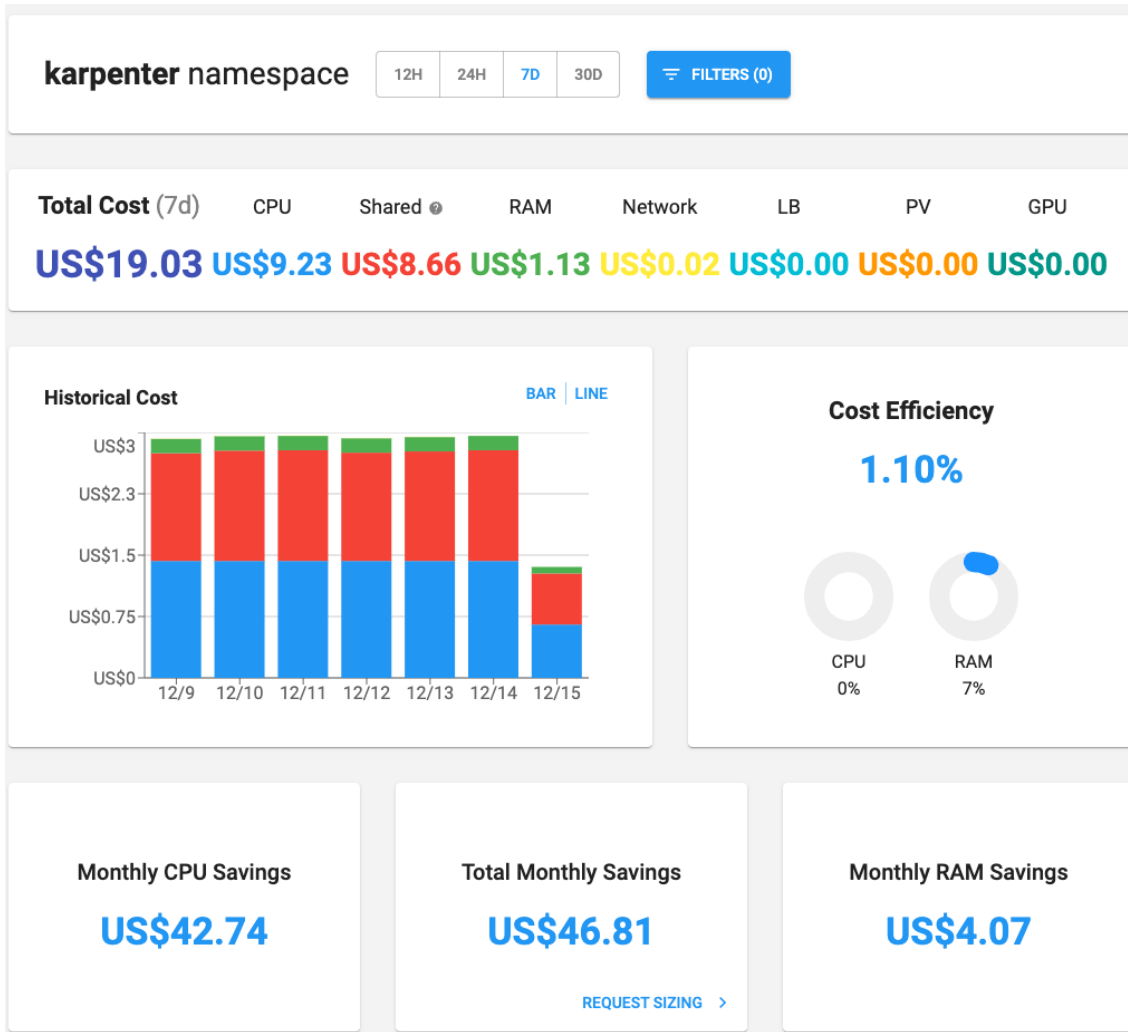 karpenter namespace 12H 24H 7D 30D FILTERS (0)
Total Cost (7d) CPU Shared ? RAM Network LB PV GPU
US$19.03 US$9.23 US$8.66 US$1.13 US$0.02 US$0.00 US$0.00 US$0.00
Historical Cost
BAR LINE
US$3
US$2.3
US$1.5
US$0.75
US$0
12/9 12/10 12/11 12/12 12/13 12/14 12/15
Cost Efficiency
1.10%
CPU RAM
0% 7%
Monthly CPU Savings
US$42.74
Total Monthly Savings
US$46.81
REQUEST SIZING >
Monthly RAM Savings
US$4.07